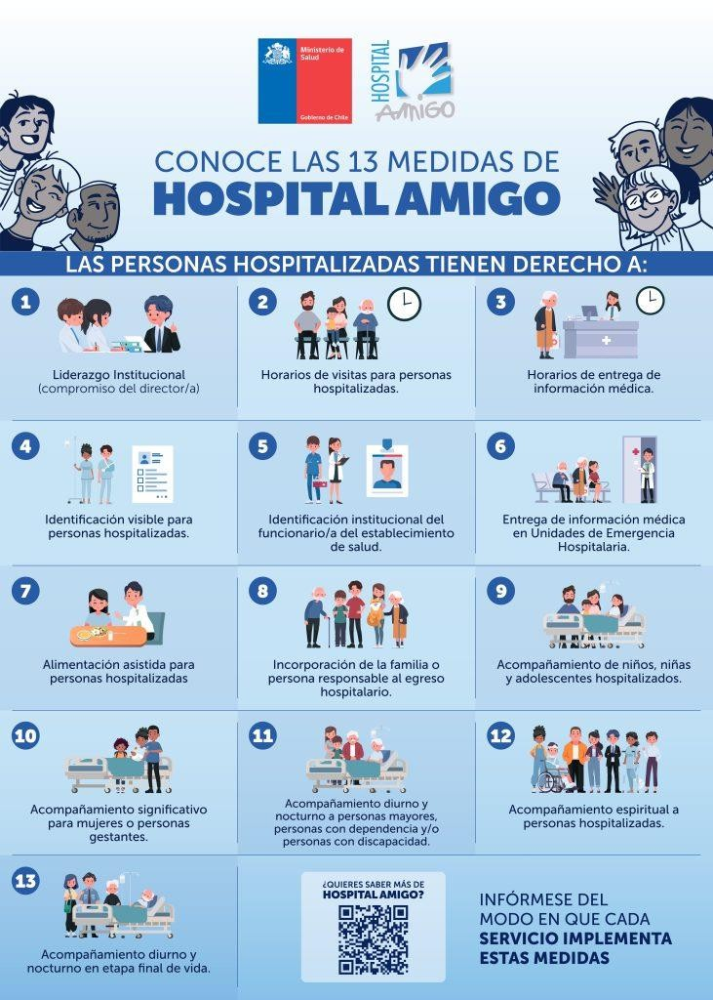 Ministerio de
Salud
Gobierno de Chile
HOSPITAL
AMIGO
CONOCE LAS 13 MEDIDAS DE
HOSPITAL AMIGO
LAS PERSONAS HOSPITALIZADAS TIENEN DERECHO A:
1
Liderazgo Institucional
(compromiso del director/a)
2
Horarios de visitas para personas
hospitalizadas.
3
Horarios de entrega de
información médica.
4
Identificación visible para
personas hospitalizadas.
5
Identificación institucional del
funcionario/a del establecimiento
de salud.
6
Entrega de información médica
en Unidades de Emergencia
Hospitalaria.
7
Alimentación asistida para
personas hospitalizadas
8
Incorporación de la familia o
persona responsable al egreso
hospitalario.
9
Acompañamiento de niños, niñas
y adolescentes hospitalizados.
10
Acompañamiento significativo
para mujeres o personas
gestantes.
11
Acompañamiento diurno y
nocturno a personas mayores,
personas con dependencia y/o
personas con discapacidad.
12
Acompañamiento espiritual a
personas hospitalizadas.
13
Acompañamiento diurno y
nocturno en etapa final de vida.
¿QUIERES SABER MÁS DE
HOSPITAL AMIGO?
INFÓRMESE DEL
MODO EN QUE CADA
SERVICIO IMPLEMENTA
ESTAS MEDIDAS